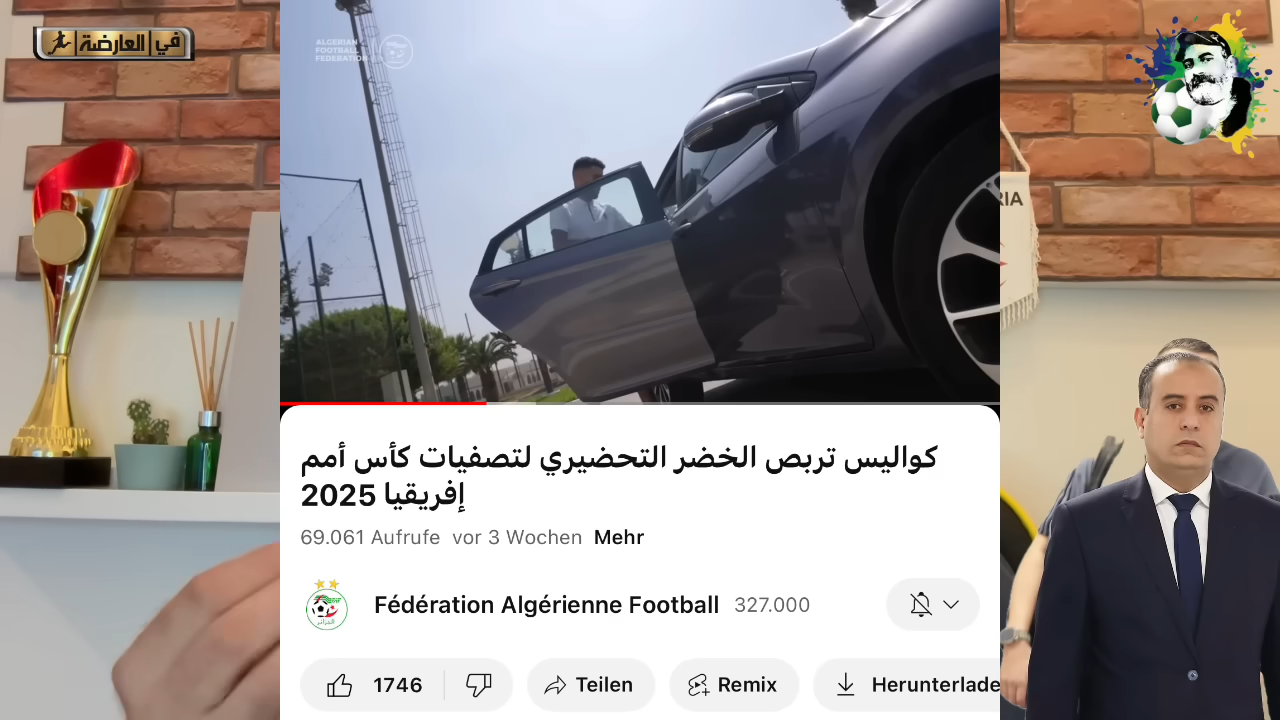 في العارضة
ALGERIAN
FOOTBALL
FEDERATION
RIA
كواليس تربص الخضر التحضيري لتصفيات كأس أمم
إفريقيا 2025
69.061 Aufrufe vor 3 Wochen Mehr
Fédération Algérienne Football 327.000
1746 Teilen Remix Herunterlade